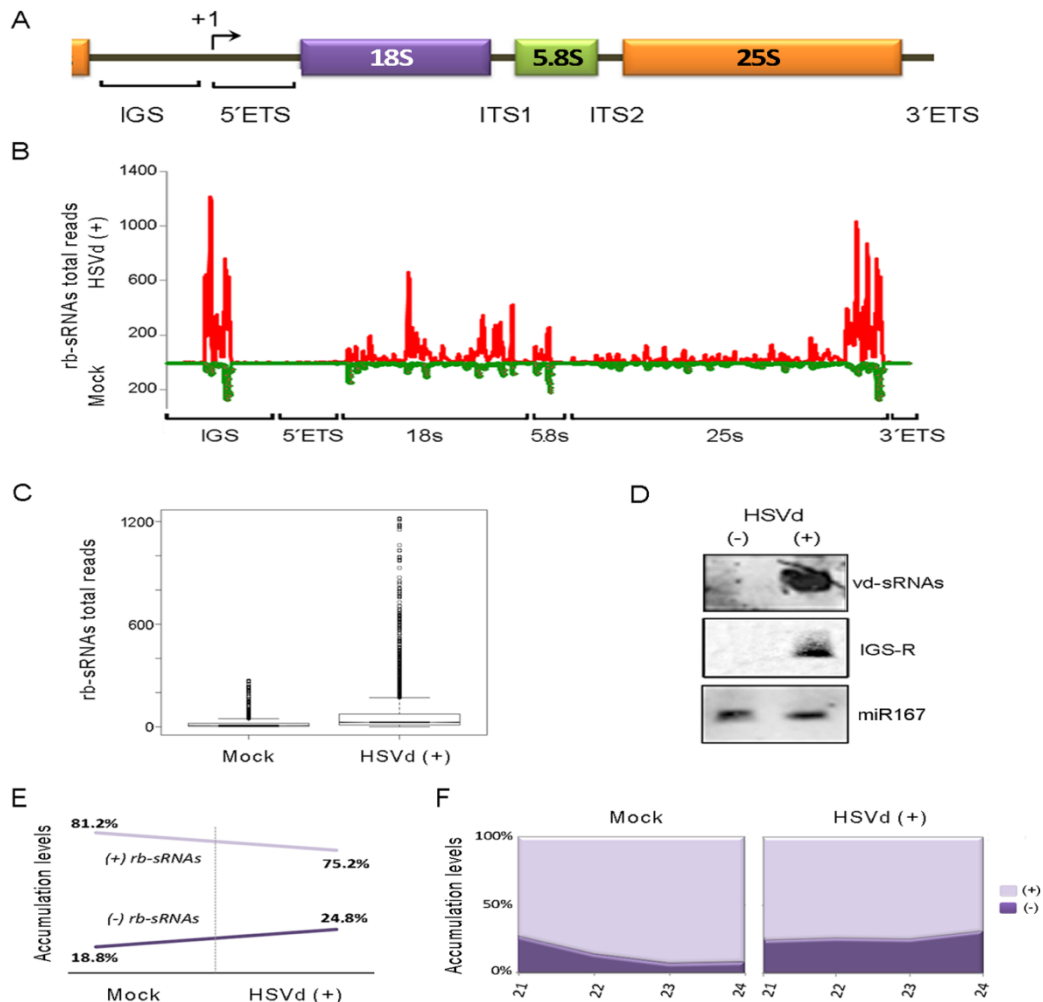 A
+1
18S
5.8S
25S
IGS
5´ETS
ITS1
ITS2
3´ETS
B
rb-sRNAs total reads
HSVd (+)
Mock
1400
1000
600
200
200
IGS
5´ETS
18s
5.8s
25s
3´ETS
C
rb-sRNAs total reads
1200
600
0
Mock
HSVd (+)
D
HSVd
(-)
(+)
vd-sRNAs
IGS-R
miR167
E
Accumulation levels
81.2%
(+) rb-sRNAs
75.2%
(-) rb-sRNAs
24.8%
18.8%
Mock
HSVd (+)
F
Mock
HSVd (+)
Accumulation levels
100%
50%
0%
21
22
23
24
21
22
23
24
(+)
(-)